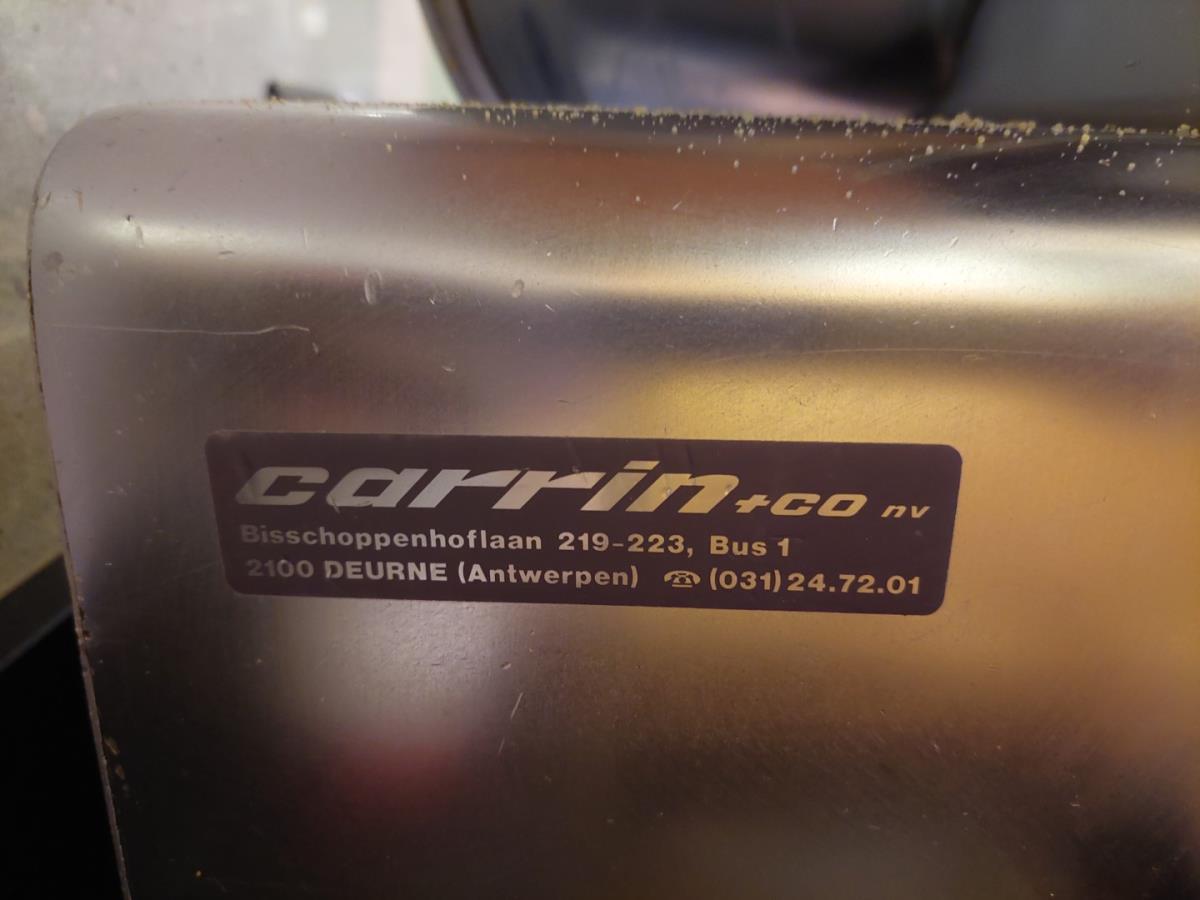 carrin +co nv
Bisschoppenhoflaan 219-223, Bus 1
2100 DEURNE (Antwerpen) ☎ (031) 24.72.01